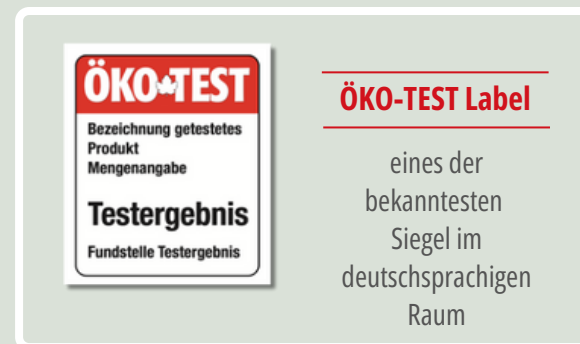 ÖKO TEST
Bezeichnung getestetes
Produkt
Mengenangabe
Testergebnis
Fundstelle Testergebnis
ÖKO-TEST Label
eines der
bekanntesten
Siegel im
deutschsprachigen
Raum